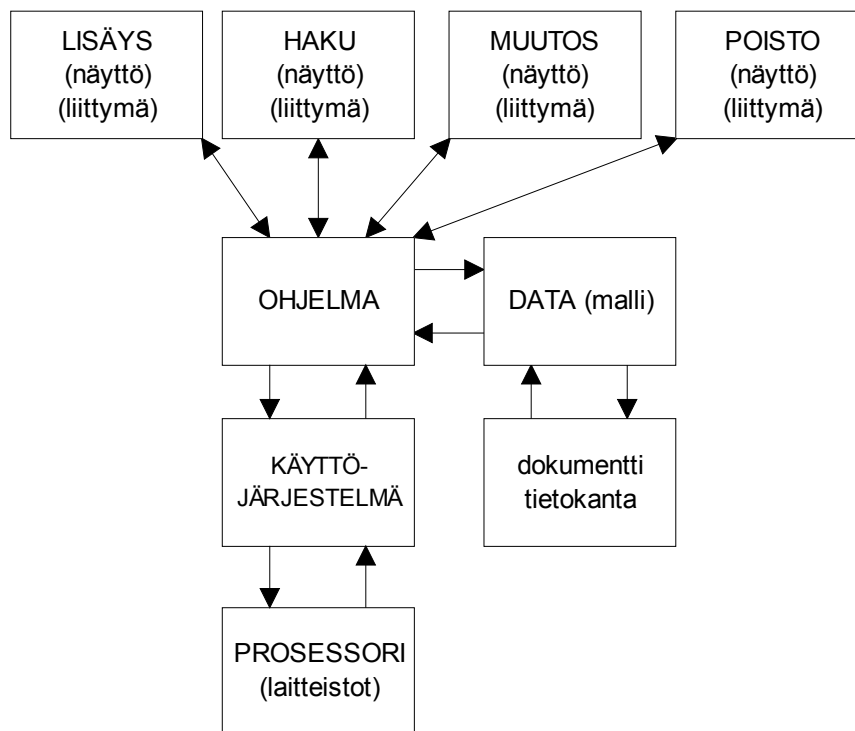 LISÄYS
(näyttö)
(liittymä)
HAKU
(näyttö)
(liittymä)
MUUTOS
(näyttö)
(liittymä)
POISTO
(näyttö)
(liittymä)
OHJELMA
DATA (malli)
KÄYTTÖ-
JÄRJESTELMÄ
dokumentti
tietokanta
PROSESSORI
(laitteistot)